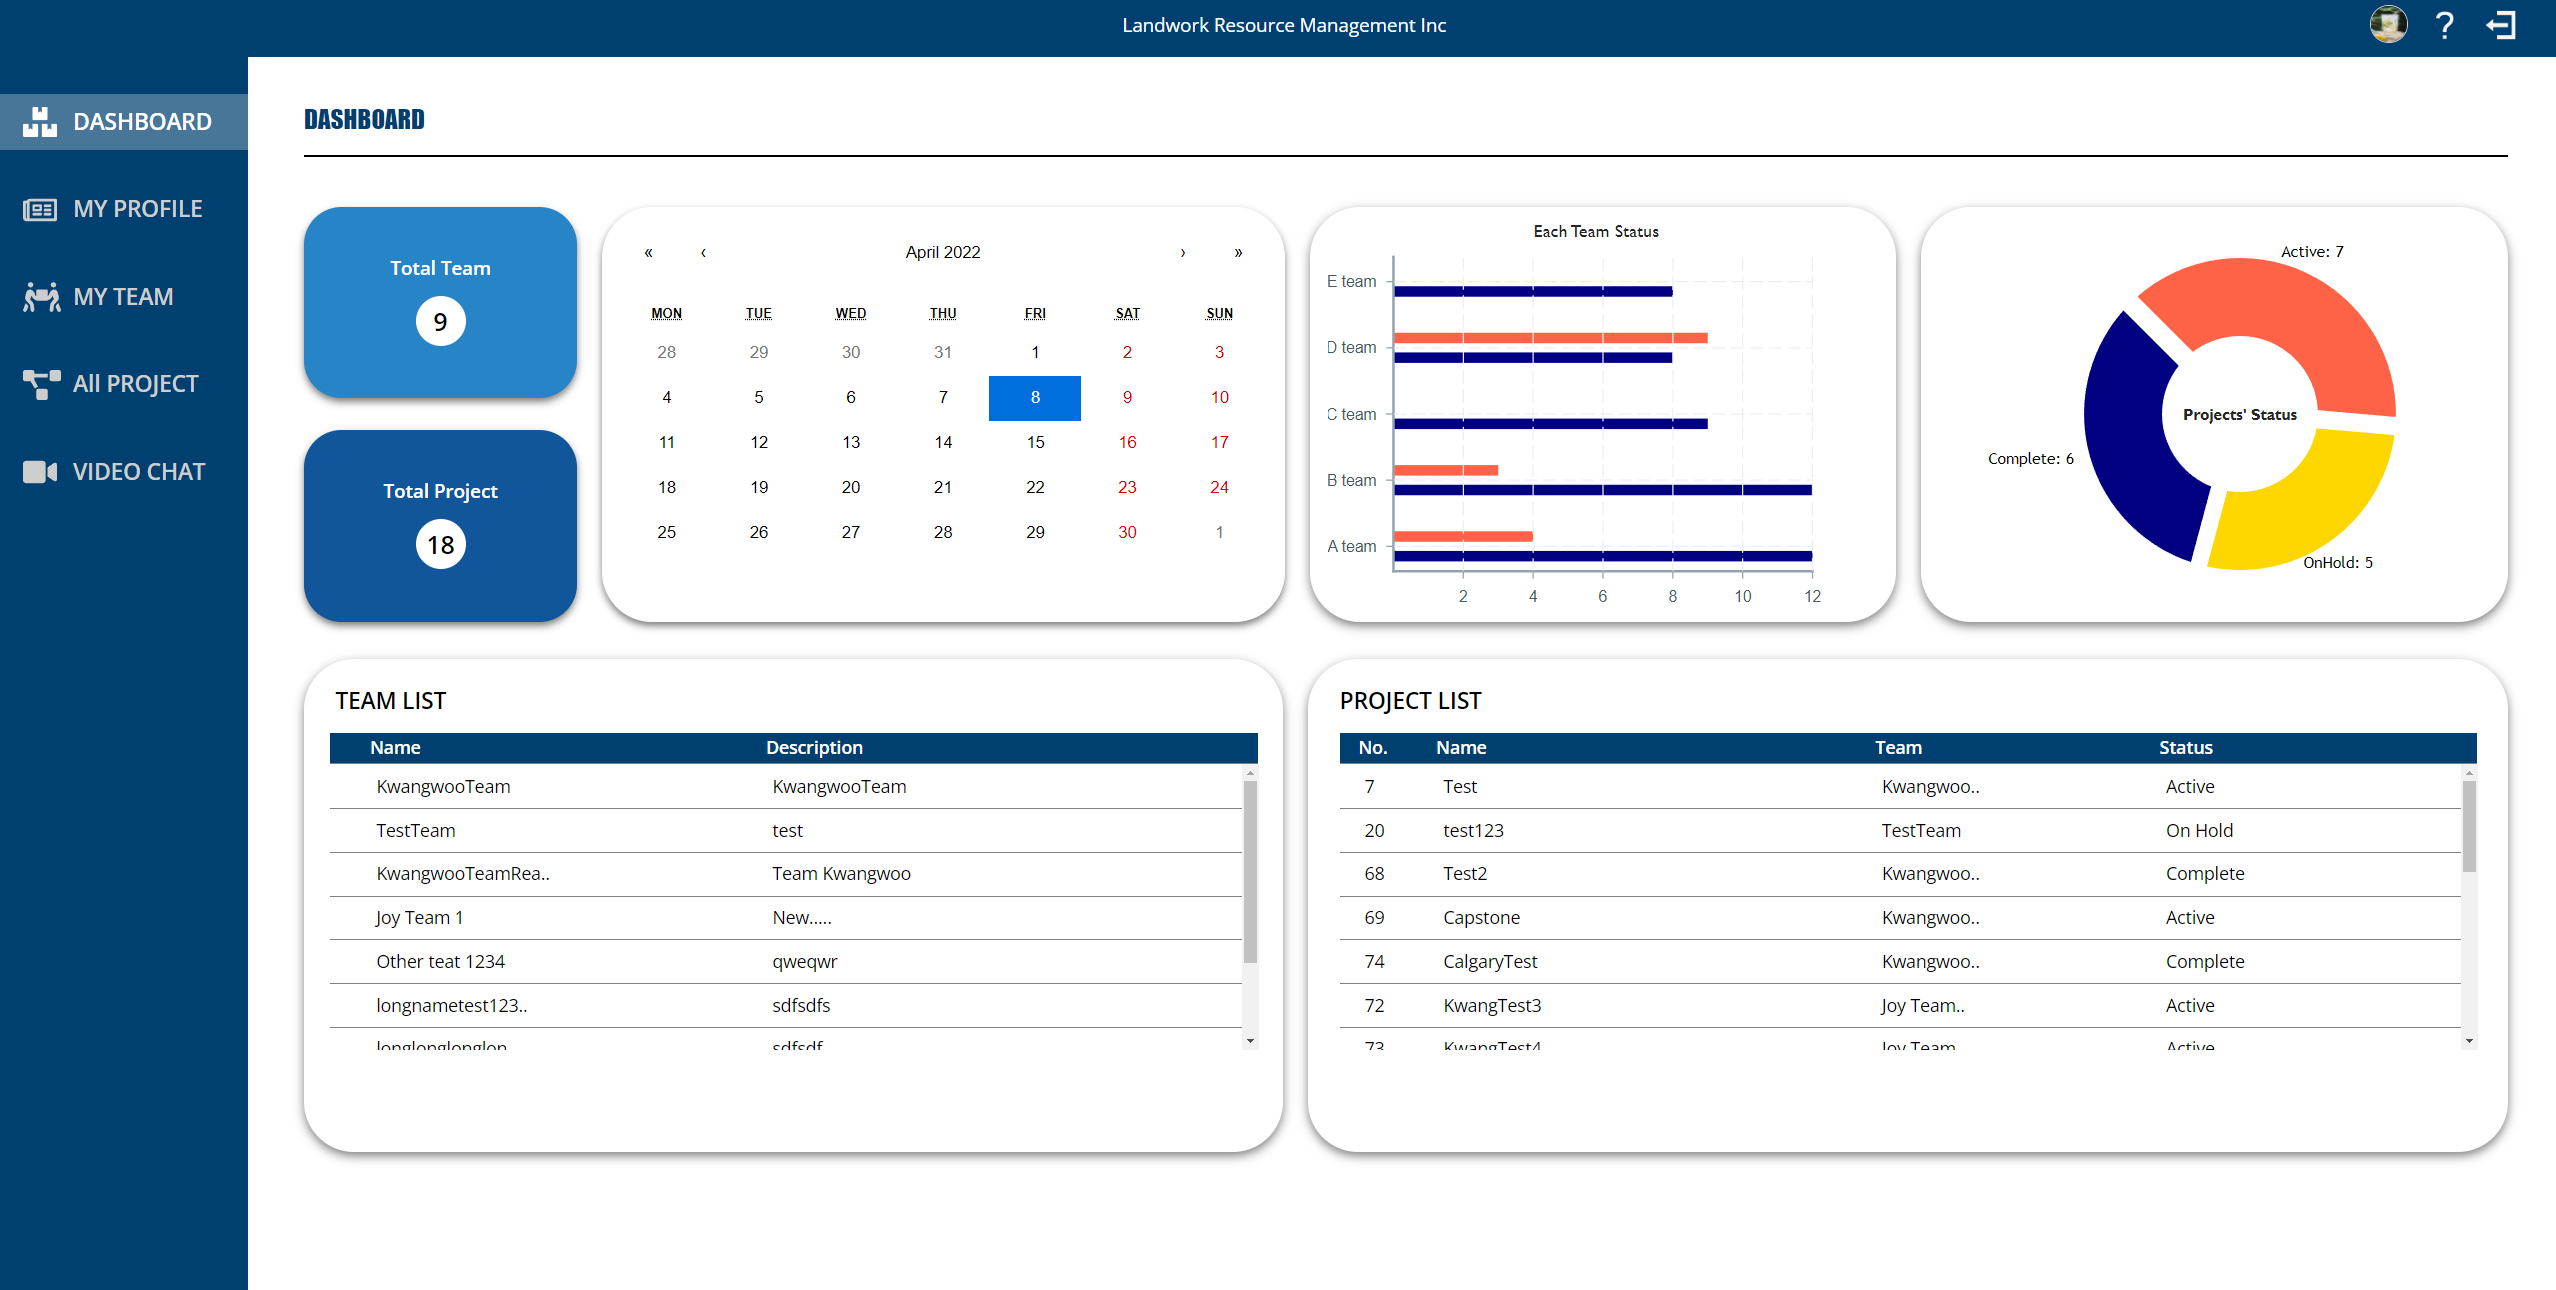 Landwork Resource Management Inc
?
DASHBOARD
MY PROFILE
MY TEAM
All PROJECT
VIDEO CHAT
DASHBOARD
Total Team
9
Total Project
18
« ‹ April 2022 › »
MON TUE WED THU FRI SAT SUN
28 29 30 31 1 2 3
4 5 6 7 8 9 10
11 12 13 14 15 16 17
18 19 20 21 22 23 24
25 26 27 28 29 30 1
Each Team Status
E team
D team
C team
B team
A team
2 4 6 8 10 12
Active: 7
Projects' Status
Complete: 6
OnHold: 5
TEAM LIST
Name Description
KwangwooTeam KwangwooTeam
TestTeam test
KwangwooTeamRea.. Team Kwangwoo
Joy Team 1 New.....
Other teat 1234 qweqwr
longnametest123.. sdfsdfs
longlonglonglon sdfsdf
PROJECT LIST
No. Name Team Status
7 Test Kwangwoo.. Active
20 test123 TestTeam On Hold
68 Test2 Kwangwoo.. Complete
69 Capstone Kwangwoo.. Active
74 CalgaryTest Kwangwoo.. Complete
72 KwangTest3 Joy Team.. Active
73 KwangTest4 Joy Team Active